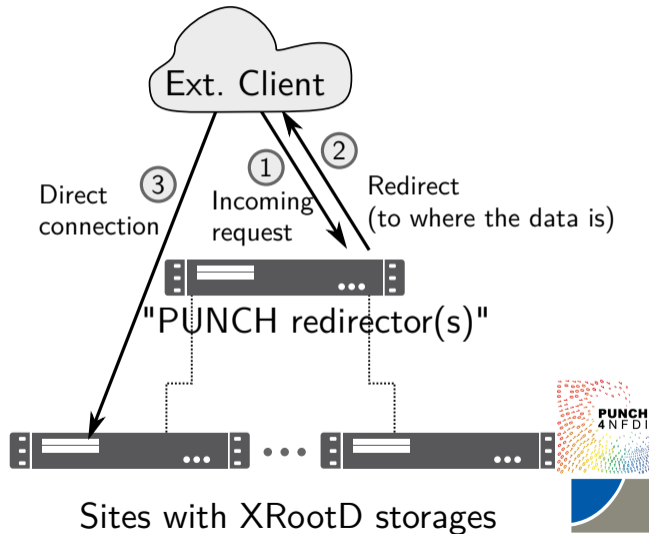 Ext. Client
3
1
2
Direct
connection
Incoming
request
Redirect
(to where the data is)
"PUNCH redirector(s)"
PUNCH
4NFDI
Sites with XRootD storages